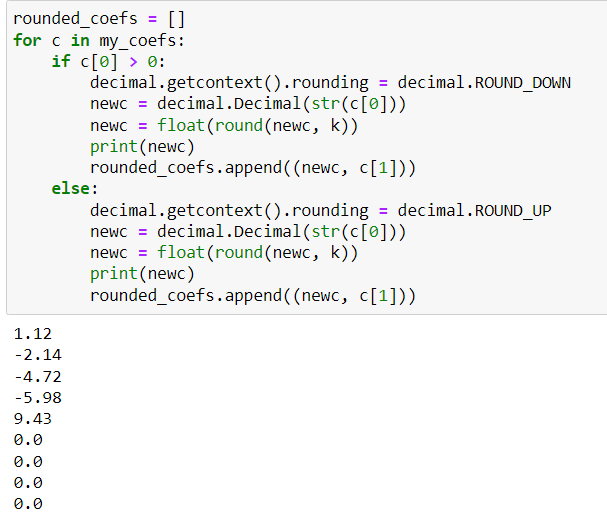 rounded_coefs = []
for c in my_coefs:
    if c[0] > 0:
        decimal.getcontext().rounding = decimal.ROUND_DOWN
        newc = decimal.Decimal(str(c[0]))
        newc = float(round(newc, k))
        print(newc)
        rounded_coefs.append((newc, c[1]))
    else:
        decimal.getcontext().rounding = decimal.ROUND_UP
        newc = decimal.Decimal(str(c[0]))
        newc = float(round(newc, k))
        print(newc)
        rounded_coefs.append((newc, c[1]))
1.12
-2.14
-4.72
-5.98
9.43
0.0
0.0
0.0
0.0